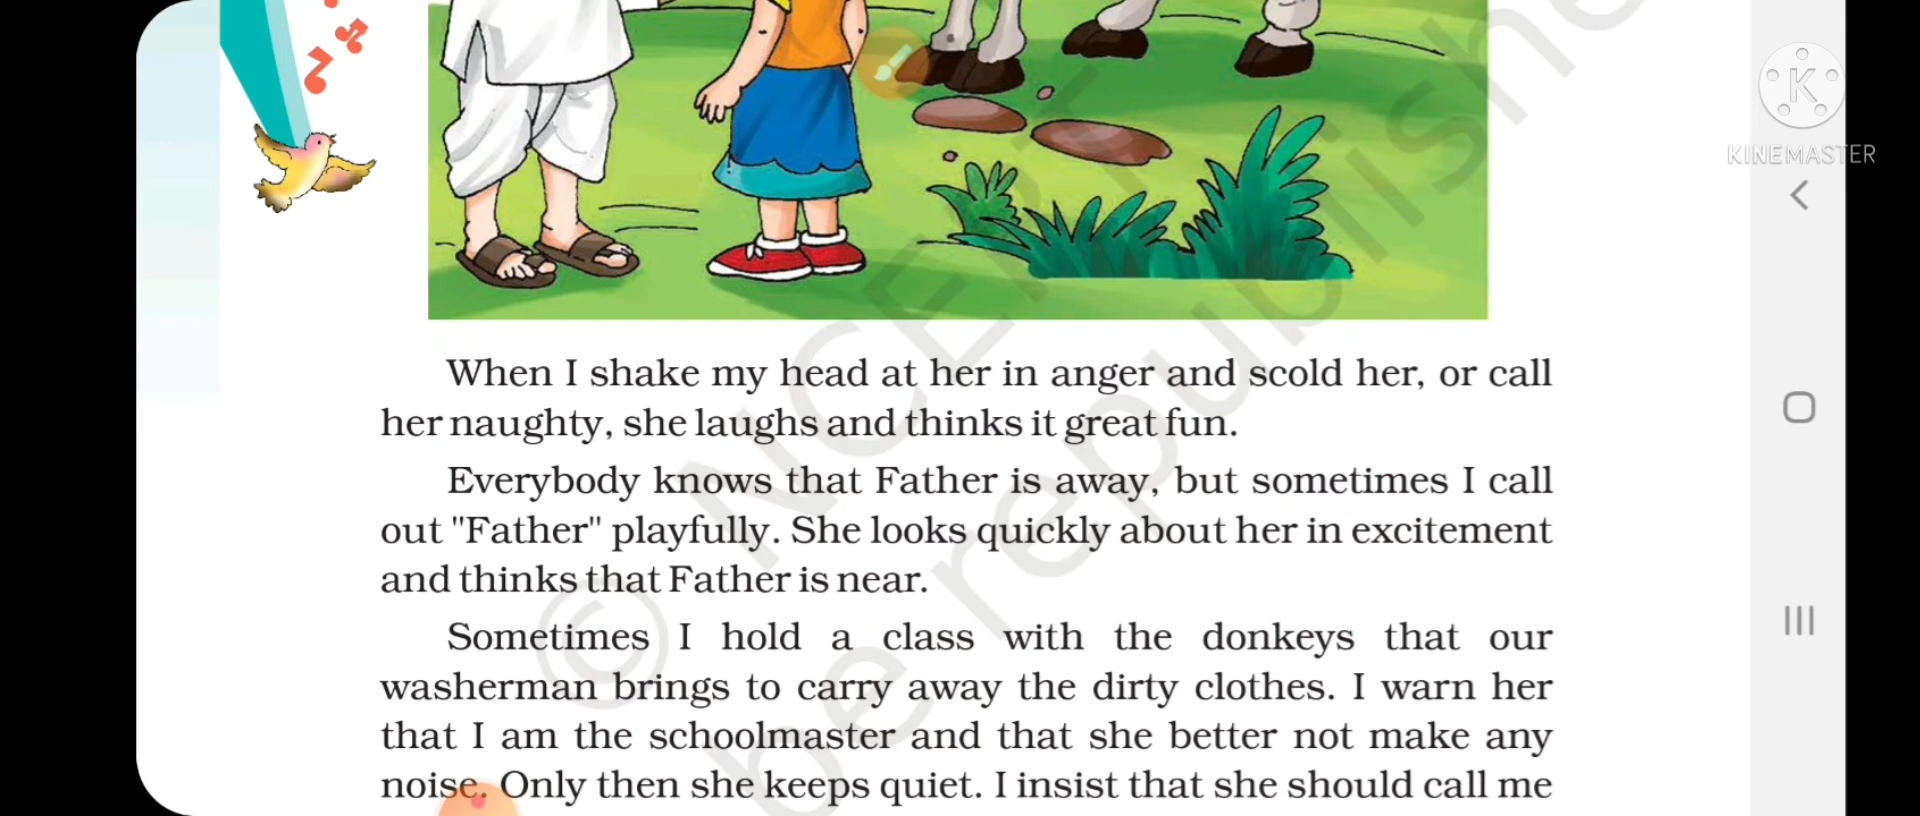 KINEMASTER
When I shake my head at her in anger and scold her, or call
her naughty, she laughs and thinks it great fun.
Everybody knows that Father is away, but sometimes I call
out "Father" playfully. She looks quickly about her in excitement
and thinks that Father is near.
Sometimes I hold a class with the donkeys that our
washerman brings to carry away the dirty clothes. I warn her
that I am the schoolmaster and that she better not make any
noise. Only then she keeps quiet. I insist that she should call me
© NCERT
be republishe